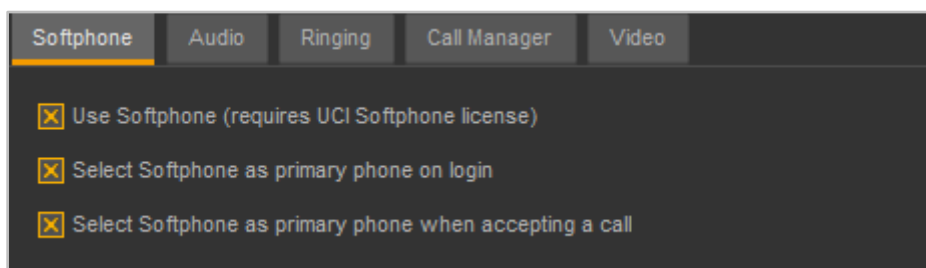 Softphone Audio Ringing Call Manager Video
Use Softphone (requires UCI Softphone license)
Select Softphone as primary phone on login
Select Softphone as primary phone when accepting a call